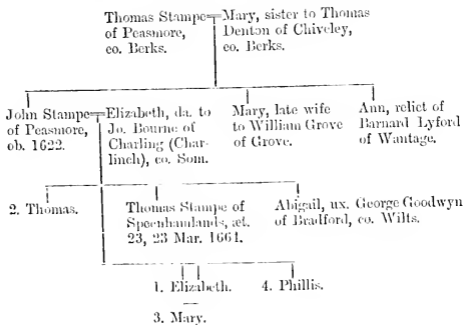 Thomas Stampe=Mary, sister to Thomas
of Peasmore, Denton of Chiveley,
co. Berks. co. Berks.
John Stampe=Elizabeth, da. to Mary, late wife Ann, relict of
of Peasmore, Jo. Bourne of to William Grove Barnard Lyford
ob. 1622. Charling (Char- of Grove. of Wantage.
linch), co. Som.
2. Thomas. Thomas Stampe of Abigail, ux. George Goodwyn
Speenhamlands, æt. of Bradford, co. Wilts.
23, 23 Mar. 1664.
1. Elizabeth. 4. Phillis.
3. Mary.